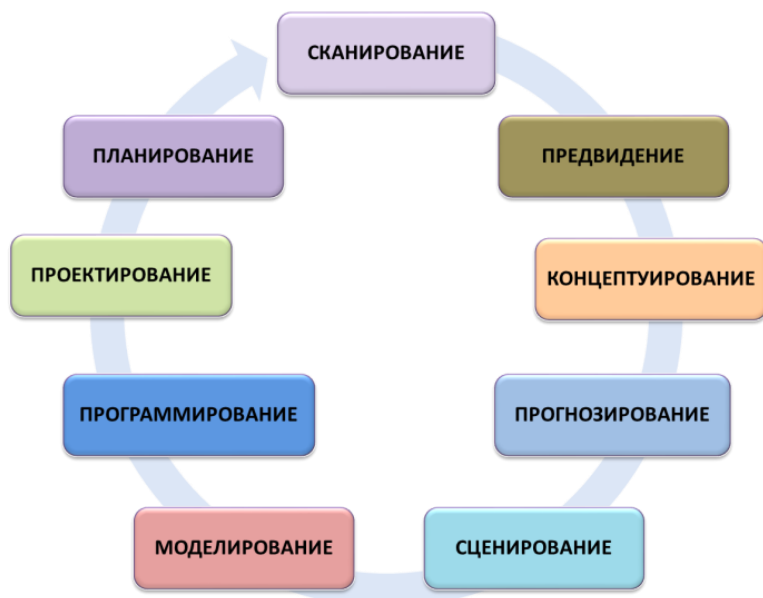 СКАНИРОВАНИЕ
ПРЕДВИДЕНИЕ
КОНЦЕПТУИРОВАНИЕ
ПРОГНОЗИРОВАНИЕ
СЦЕНИРОВАНИЕ
МОДЕЛИРОВАНИЕ
ПРОГРАММИРОВАНИЕ
ПРОЕКТИРОВАНИЕ
ПЛАНИРОВАНИЕ